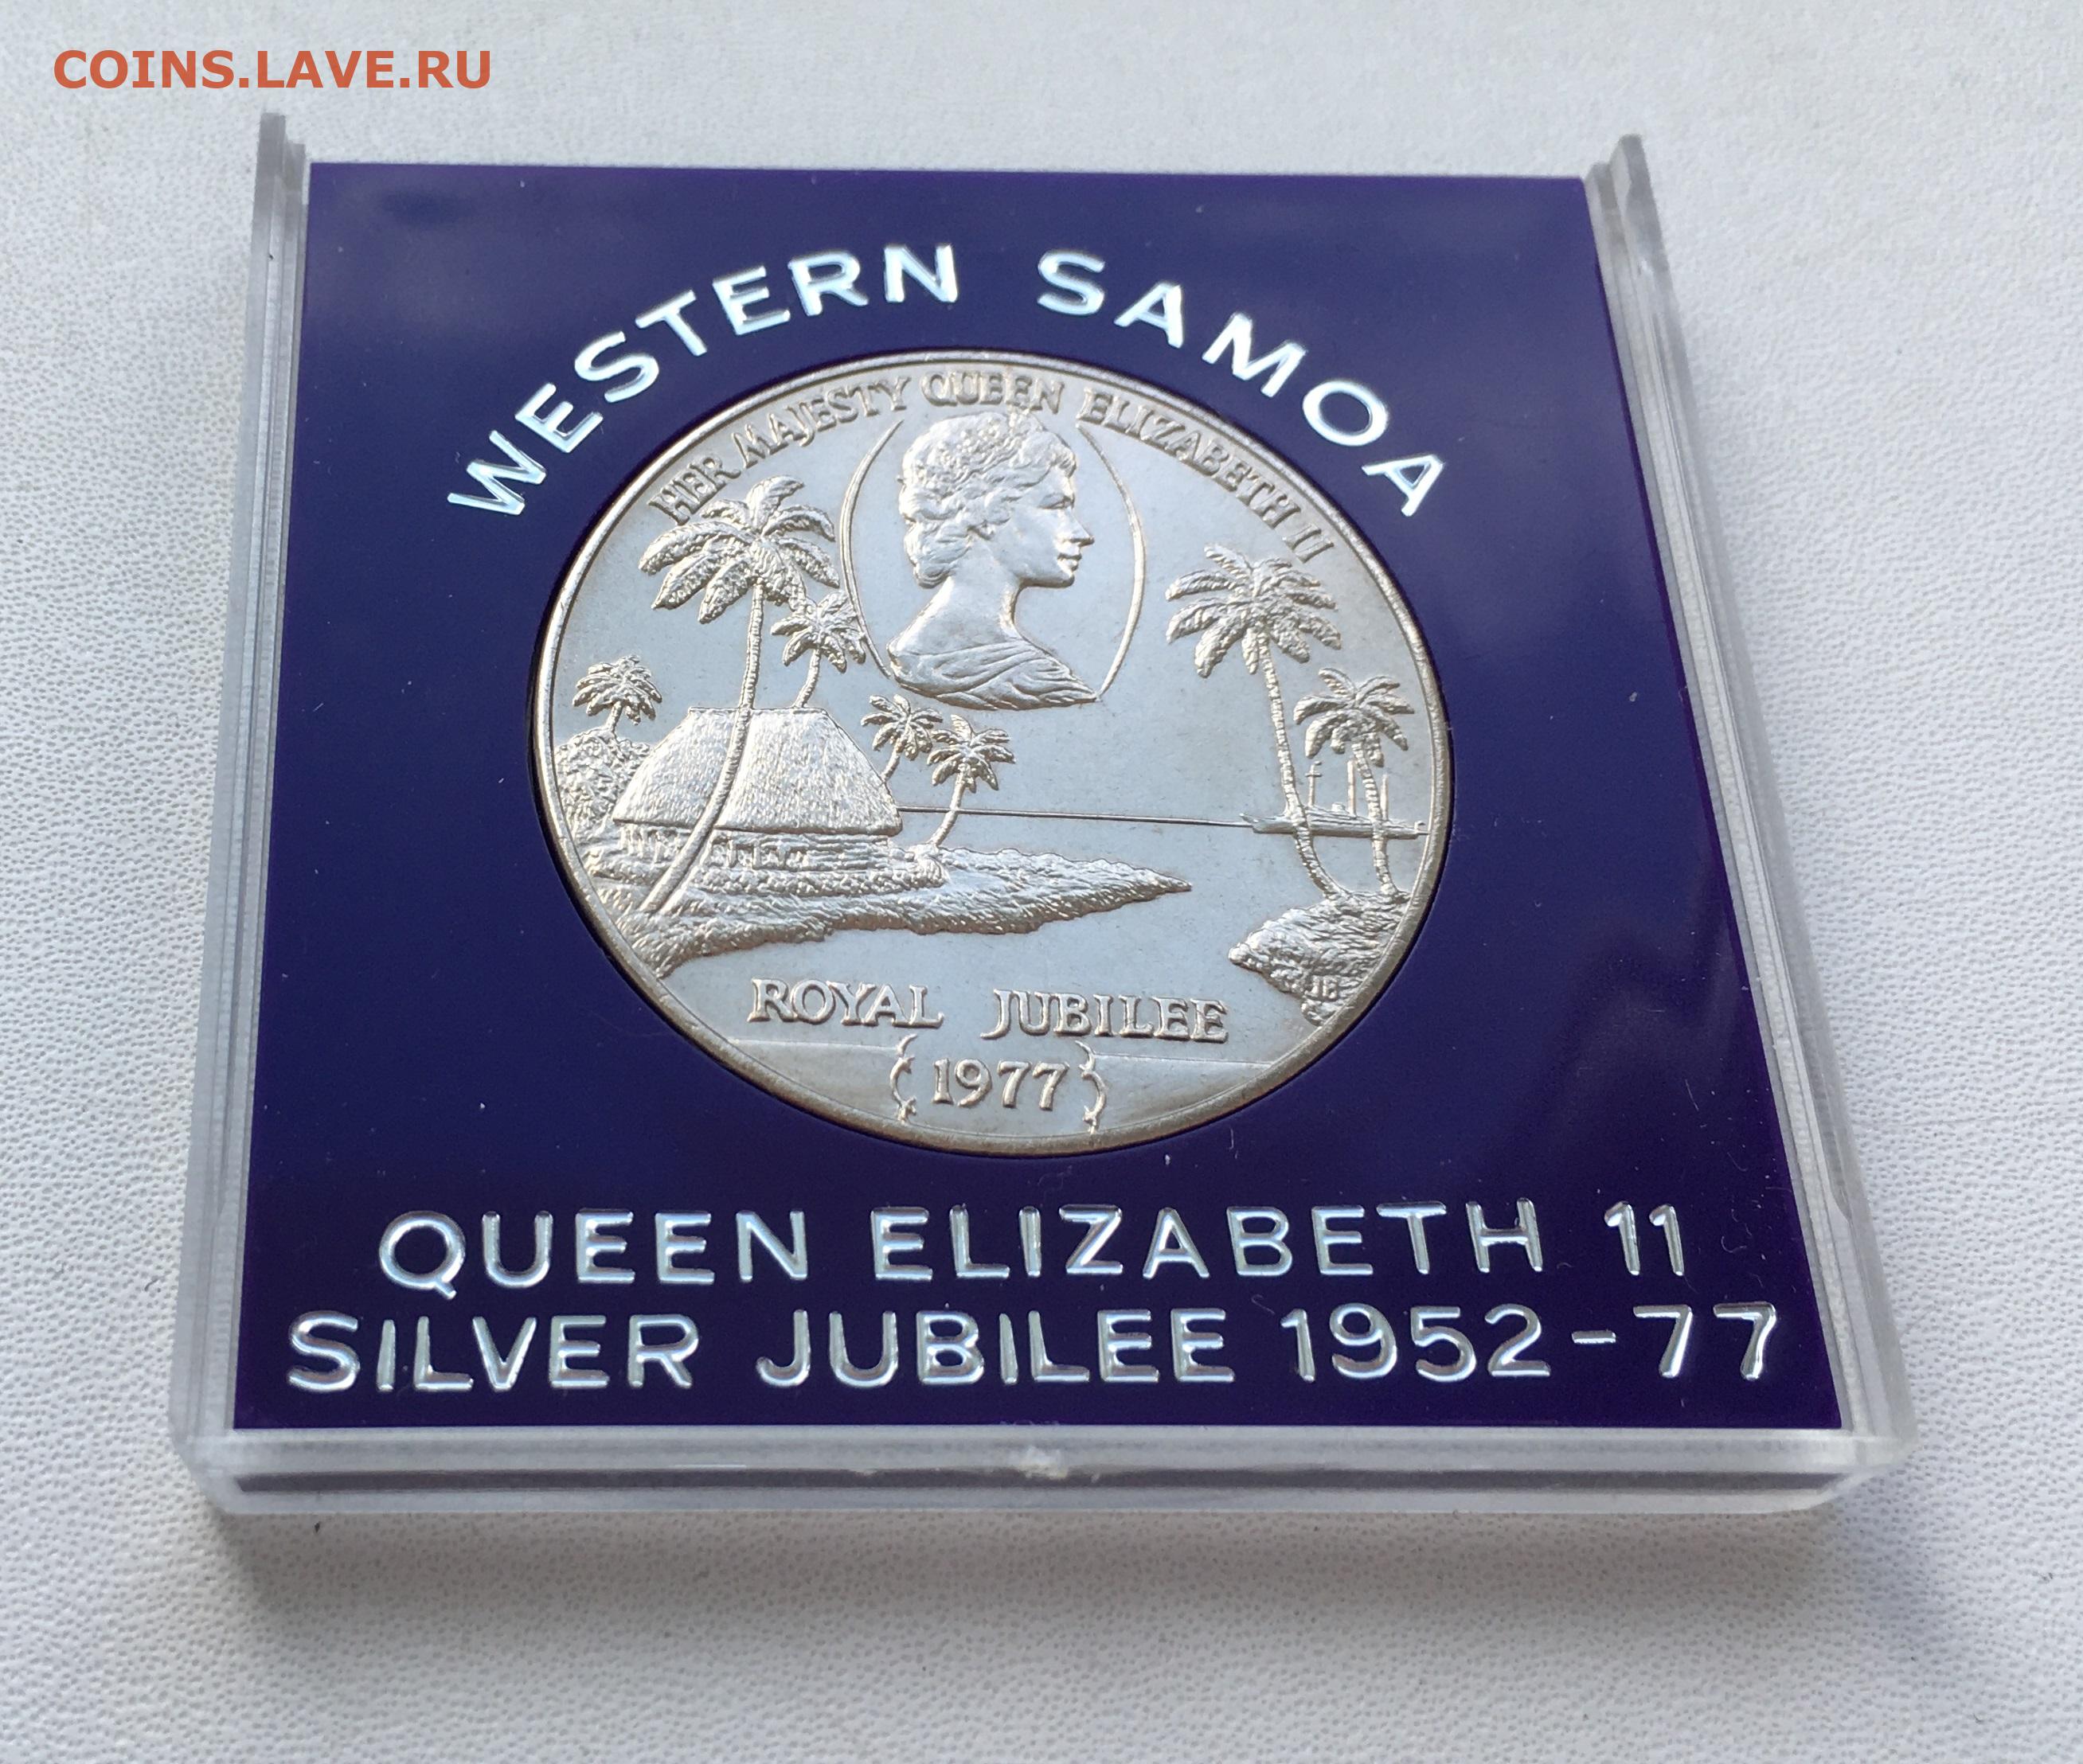 COINS.LAVE.RU
WESTERN SAMOA
HER MAJESTY QUEEN ELIZABETH II
JB
ROYAL JUBILEE
{1977}
QUEEN ELIZABETH 11
SILVER JUBILEE 1952-77